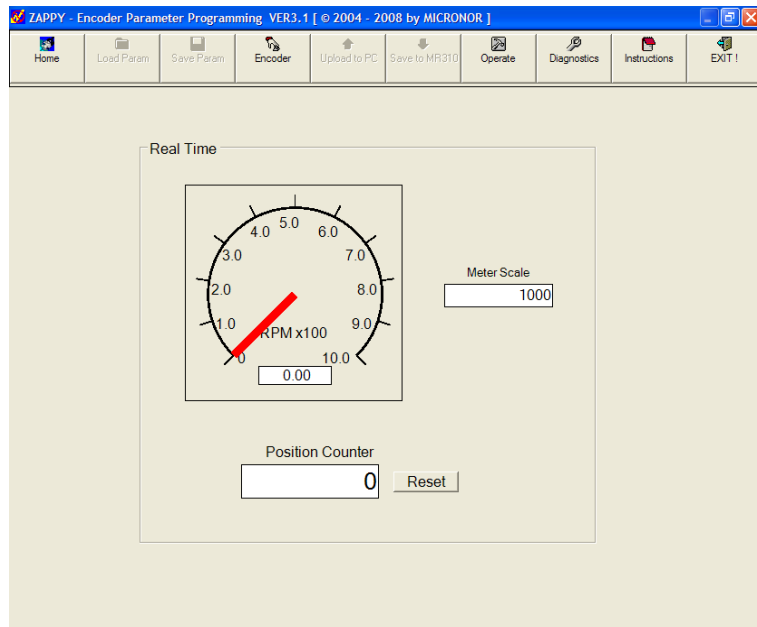 ZAPPY - Encoder Parameter Programming VER3.1 [ © 2004 - 2008 by MICRONOR ]
Home Load Param Save Param Encoder Upload to PC Save to MR310 Operate Diagnostics Instructions EXIT !
Real Time
5.0
4.0 6.0
3.0 7.0
Meter Scale
2.0 8.0
1000
1.0 9.0
RPM x100
0 10.0
0.00
Position Counter
0 Reset